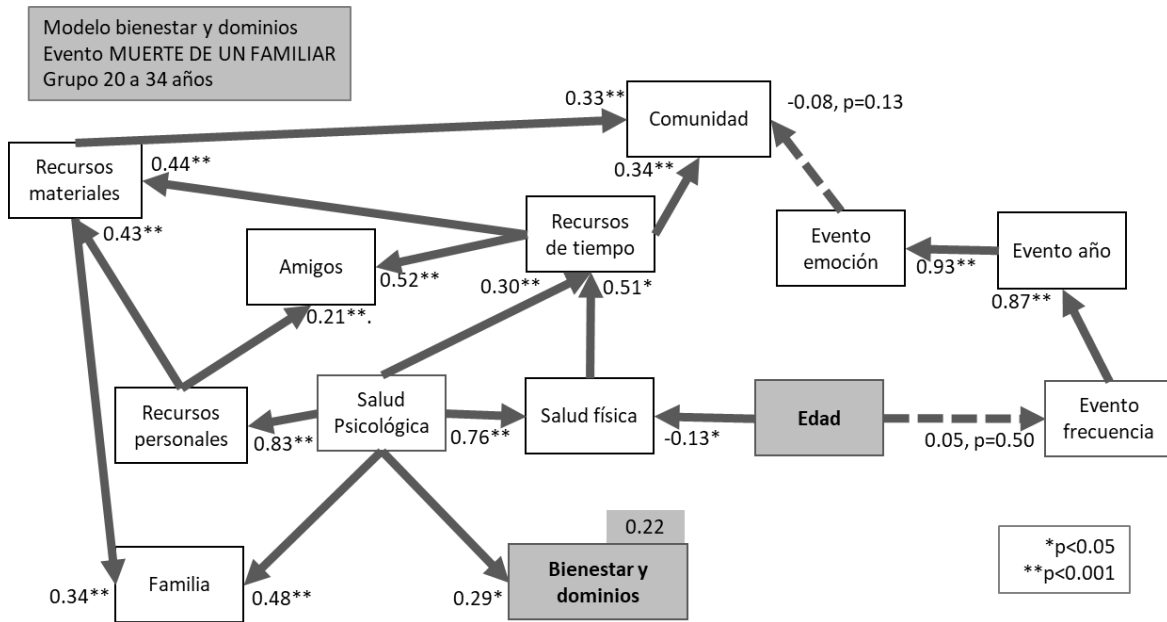 Modelo bienestar y dominios
Evento MUERTE DE UN FAMILIAR
Grupo 20 a 34 años
0.33**
Comunidad
-0.08, p=0.13
Recursos
materiales
0.44**
0.34**
0.43**
Amigos
0.52**
Recursos
de tiempo
Evento
emoción
0.93**
Evento año
0.30**
0.51*
0.87**
0.21**.
Recursos
personales
0.83**
Salud
Psicológica
0.76**
Salud física
-0.13*
Edad
0.05, p=0.50
Evento
frecuencia
0.22
Familia
0.34**
0.48**
0.29*
Bienestar y
dominios
*p<0.05
**p<0.001